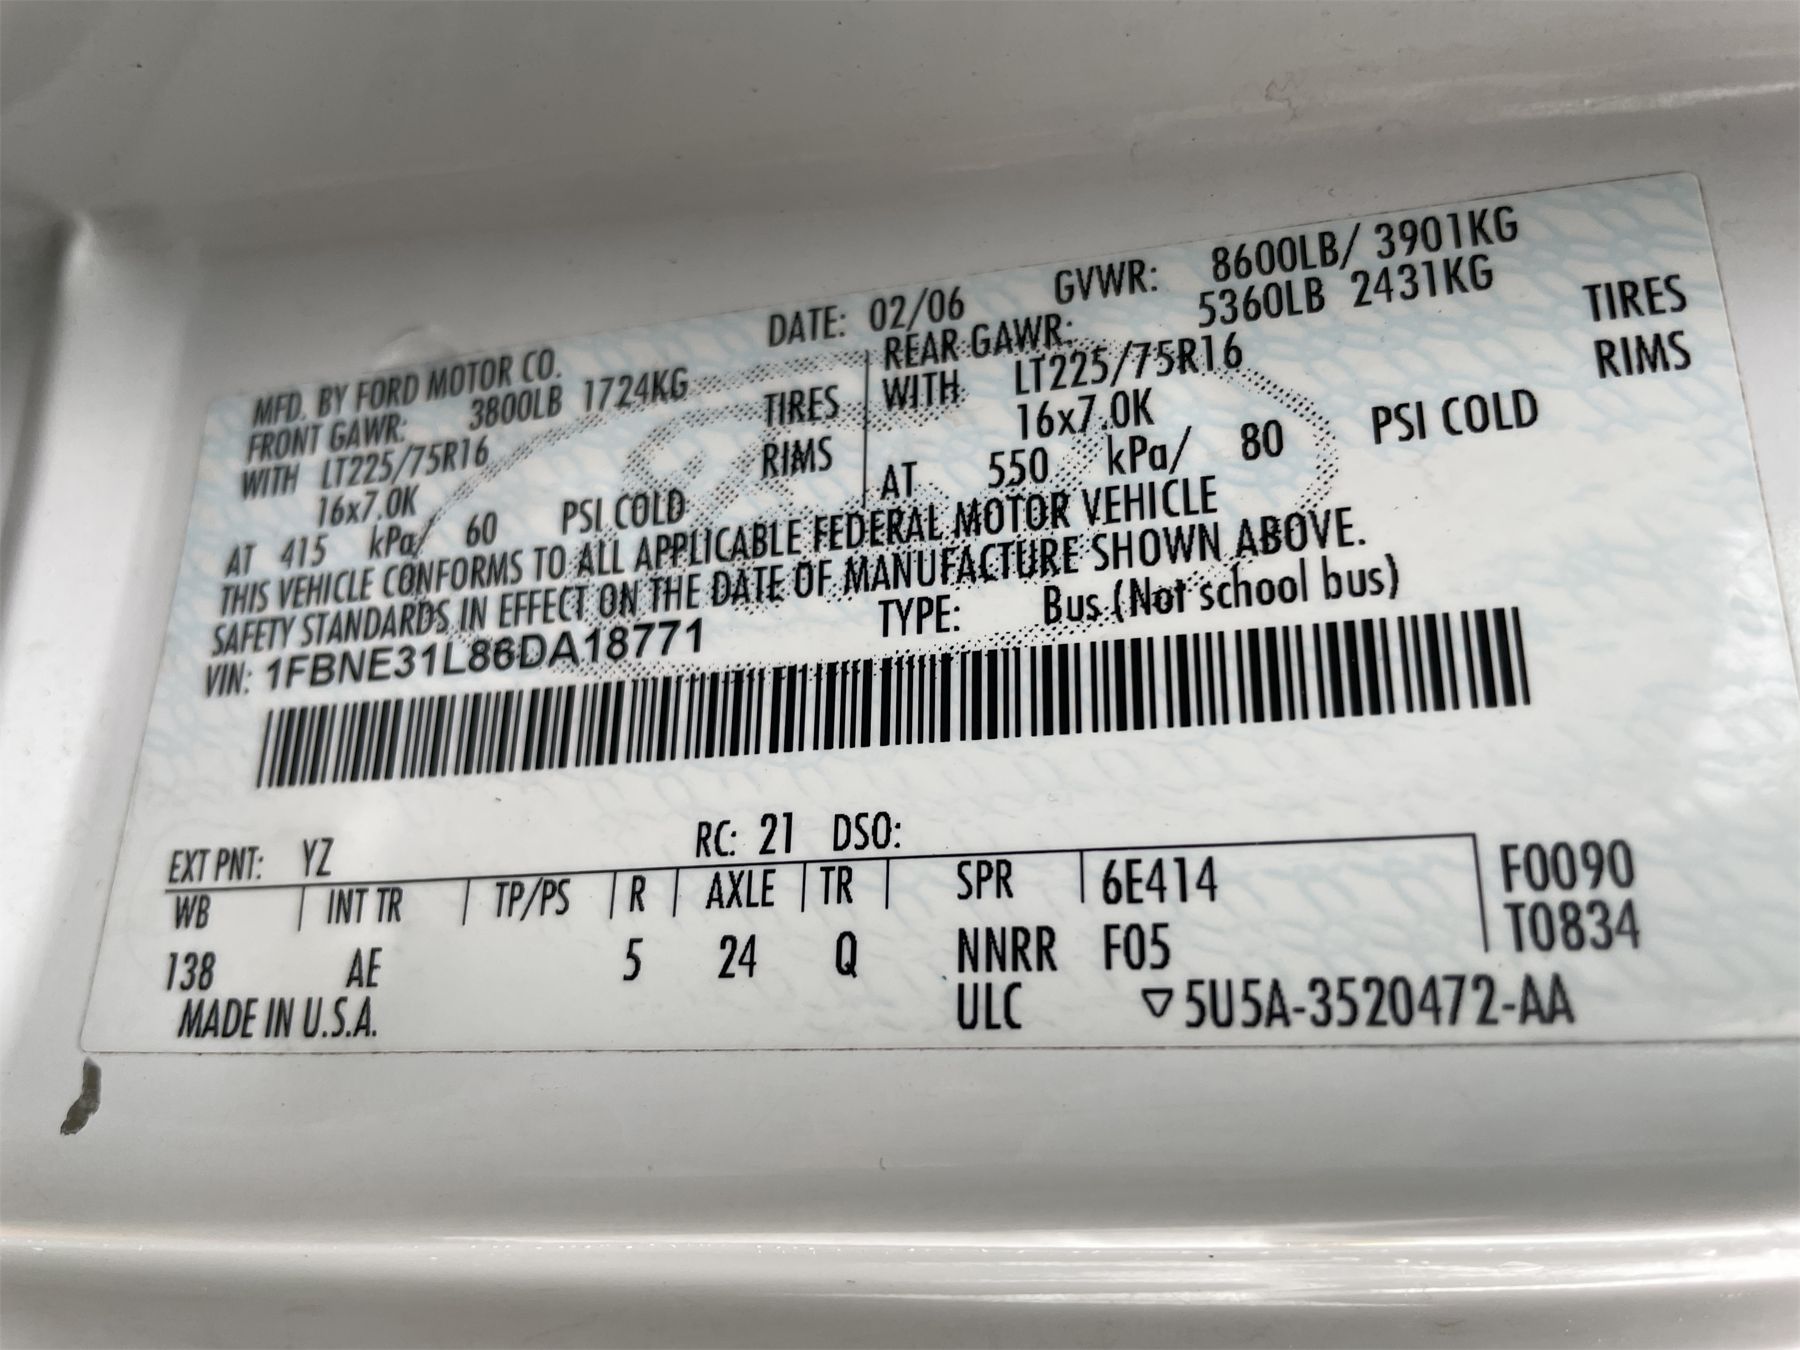 MFD. BY FORD MOTOR CO. DATE: 02/06 GVWR: 8600LB/ 3901KG
FRONT GAWR: 3800LB 1724KG REAR GAWR: 5360LB 2431KG
WITH LT225/75R16 TIRES WITH LT225/75R16 TIRES
16x7.0K RIMS 16x7.0K RIMS
AT 415 kPa/ 60 PSI COLD AT 550 kPa/ 80 PSI COLD
THIS VEHICLE CONFORMS TO ALL APPLICABLE FEDERAL MOTOR VEHICLE
SAFETY STANDARDS IN EFFECT ON THE DATE OF MANUFACTURE SHOWN ABOVE.
VIN: 1FBNE31L86DA18771 TYPE: Bus (Not school bus)
EXT PNT: YZ RC: 21 DSO:
WB INT TR TP/PS R AXLE TR SPR 6E414 F0090
138 AE 5 24 Q NNRR F05 T0834
MADE IN U.S.A. ULC ▽5U5A-3520472-AA